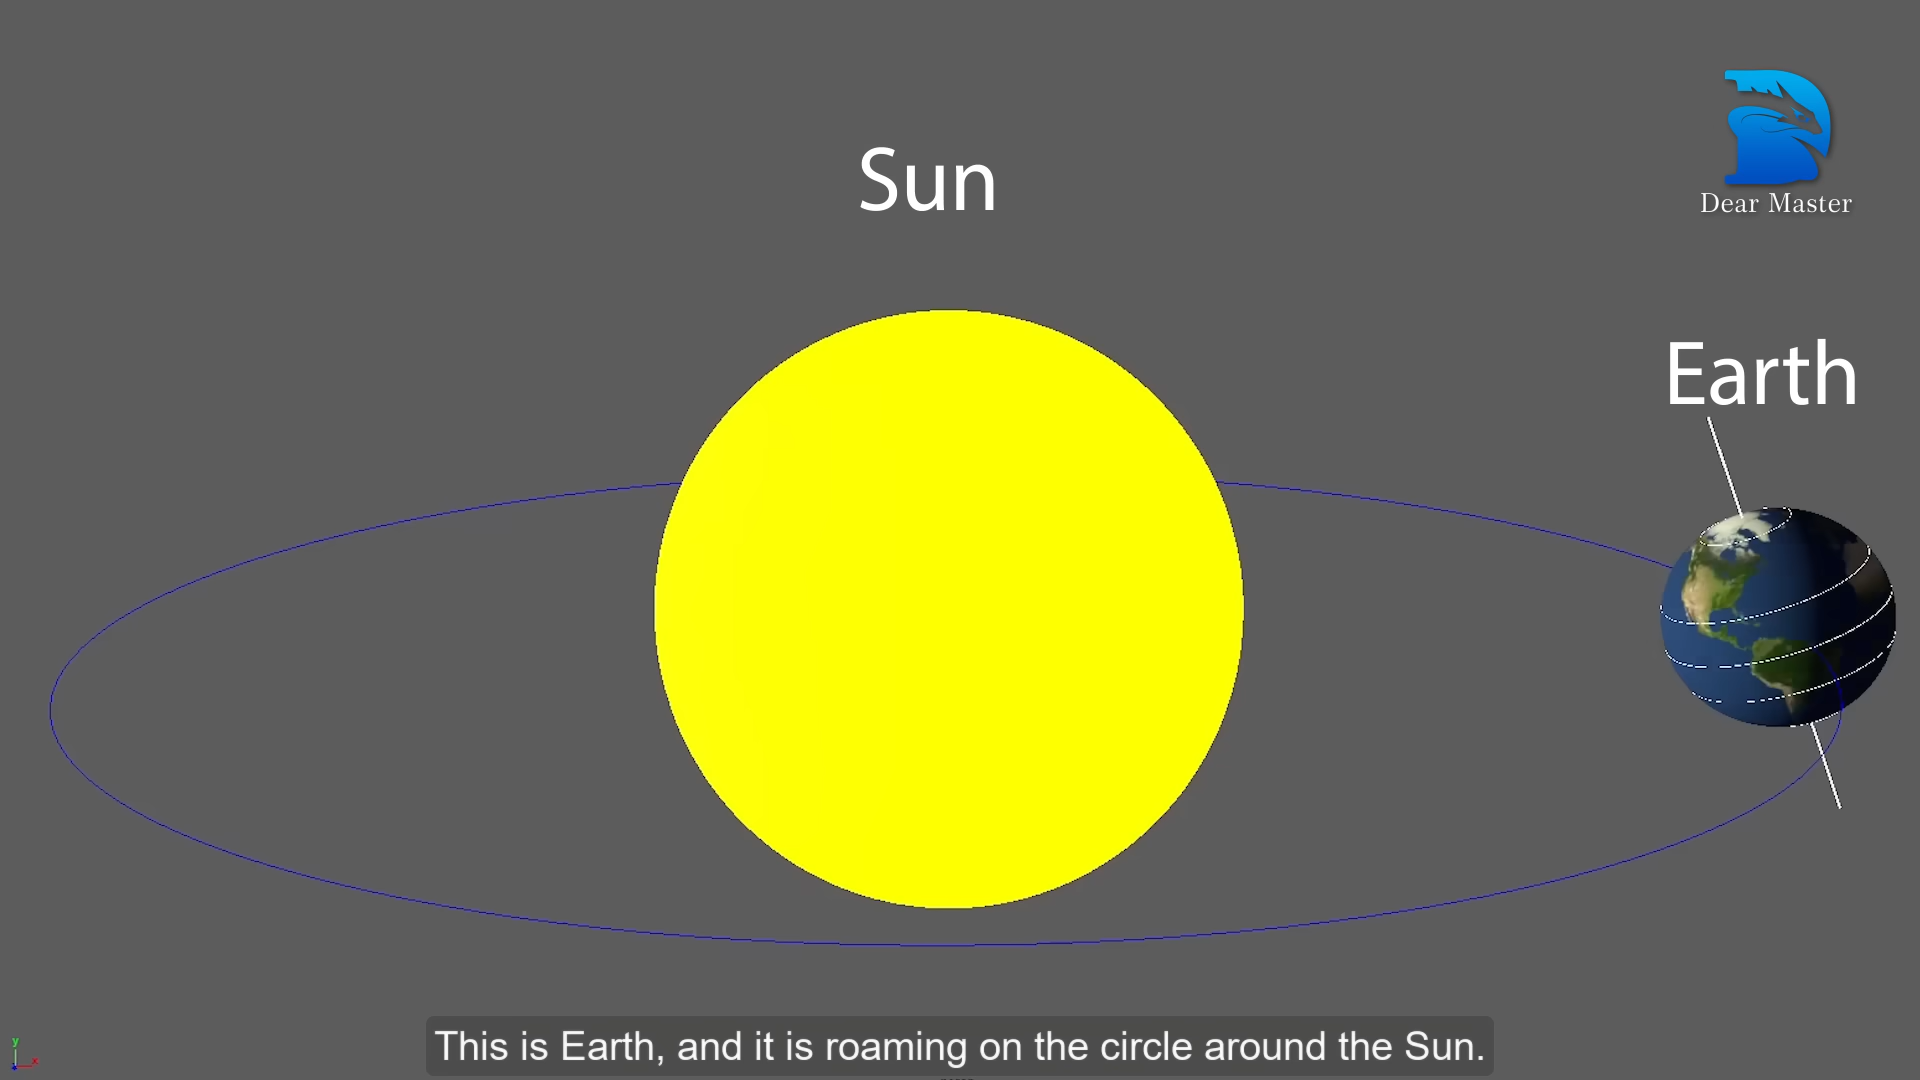 Sun
Dear Master
Earth
This is Earth, and it is roaming on the circle around the Sun.
y
x